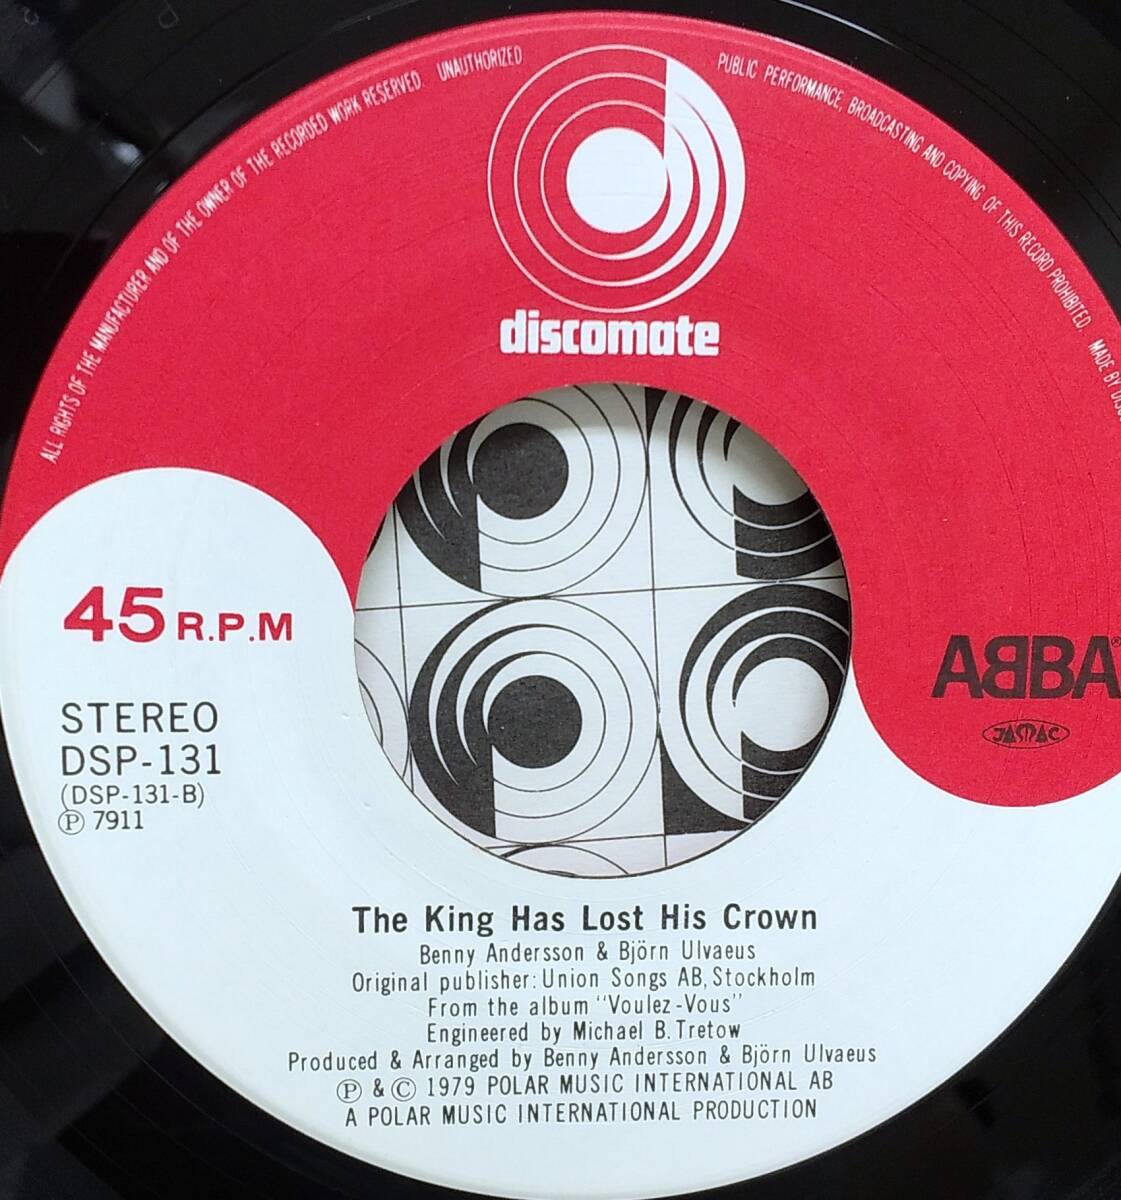 ALL RIGHTS OF THE MANUFACTURER AND OF THE OWNER OF THE RECORDED WORK RESERVED. UNAUTHORIZED PUBLIC PERFORMANCE, BROADCASTING AND COPYING OF THIS RECORD PROHIBITED. MADE BY
discomate
45 R.P.M
ABBA®
JASRAC
STEREO
DSP-131
(DSP-131-B)
Ⓟ 7911
The King Has Lost His Crown
Benny Andersson & Björn Ulvaeus
Original publisher: Union Songs AB, Stockholm
From the album "Voulez-Vous"
Engineered by Michael B. Tretow
Produced & Arranged by Benny Andersson & Björn Ulvaeus
Ⓟ & © 1979 POLAR MUSIC INTERNATIONAL AB
A POLAR MUSIC INTERNATIONAL PRODUCTION